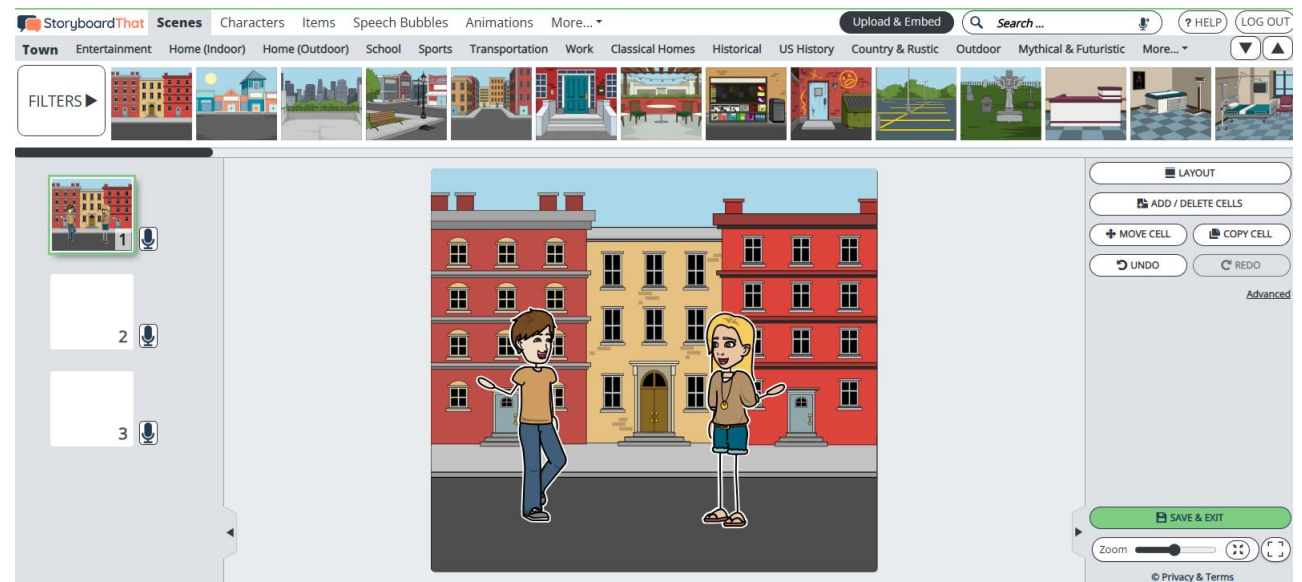 StoryboardThat Scenes Characters Items Speech Bubbles Animations More... Upload & Embed Search ... ? HELP LOG OUT
Town Entertainment Home (Indoor) Home (Outdoor) School Sports Transportation Work Classical Homes Historical US History Country & Rustic Outdoor Mythical & Futuristic More...
FILTERS
LAYOUT
ADD / DELETE CELLS
MOVE CELL COPY CELL
UNDO REDO
Advanced
1
2
3
SAVE & EXIT
Zoom
© Privacy & Terms